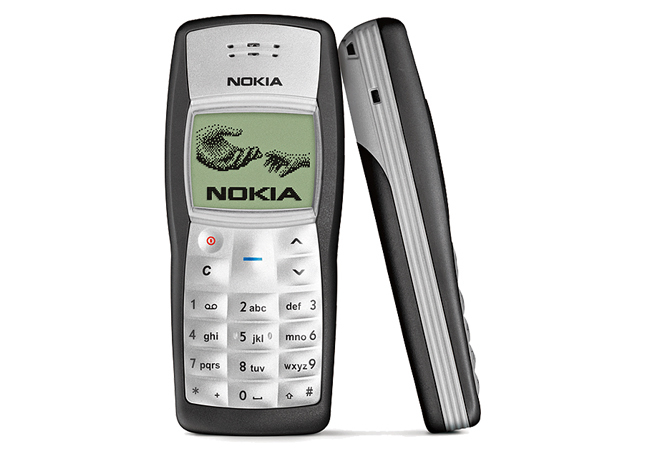 NOKIA
NOKIA
C
1 2 abc def 3
4 ghi 5 jkl mno 6
7 pqrs 8 tuv wxyz 9
* + 0 #